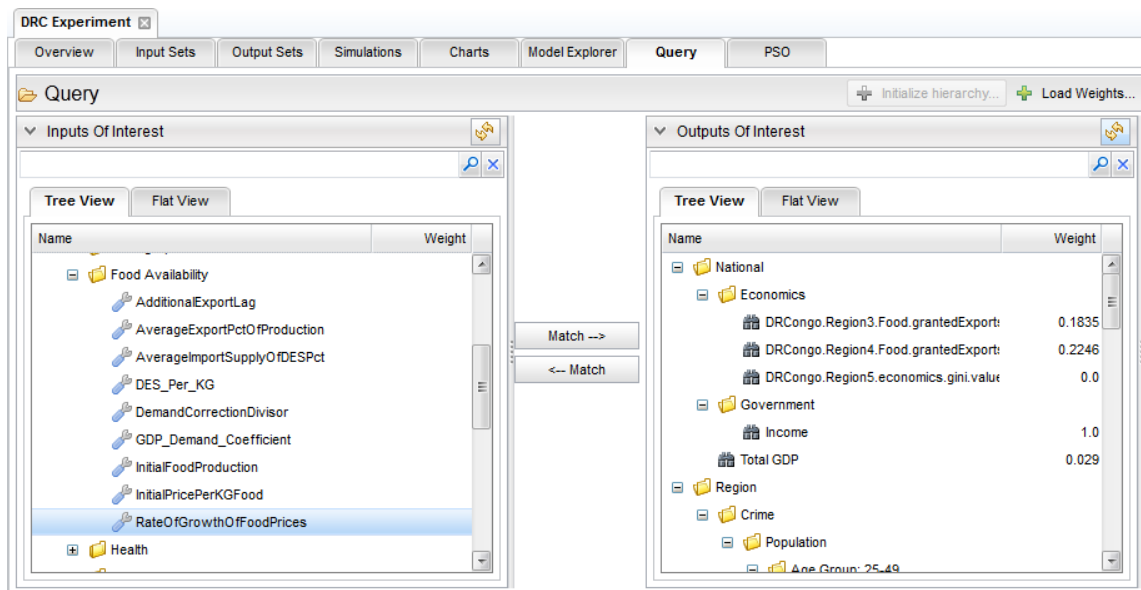 DRC Experiment
Overview Input Sets Output Sets Simulations Charts Model Explorer Query PSO
Query Initialize hierarchy... Load Weights...
Inputs Of Interest
Tree View Flat View
Name Weight
Food Availability
AdditionalExportLag
AverageExportPctOfProduction
AverageImportSupplyOfDESPct
DES_Per_KG
DemandCorrectionDivisor
GDP_Demand_Coefficient
InitialFoodProduction
InitialPricePerKGFood
RateOfGrowthOfFoodPrices
Health
Match -->
<-- Match
Outputs Of Interest
Tree View Flat View
Name Weight
National
Economics
DRCongo.Region3.Food.grantedExports 0.1835
DRCongo.Region4.Food.grantedExports 0.2246
DRCongo.Region5.economics.gini.value 0.0
Government
Income 1.0
Total GDP 0.029
Region
Crime
Population
Age Group: 25-49